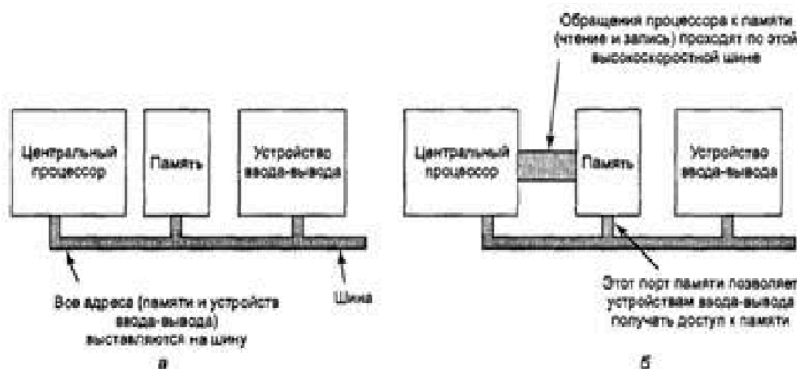 Обращения процессора к памяти
(чтение и запись) проходят по этой
высокоскоростной шине
Центральный
процессор
Память
Устройство
ввода-вывода
Центральный
процессор
Память
Устройство
ввода-вывода
Все адреса (памяти и устройств
ввода-вывода)
выставляются на шину
Шина
Этот порт памяти позволяет
устройствам ввода-вывода
получать доступ к памяти
а
б